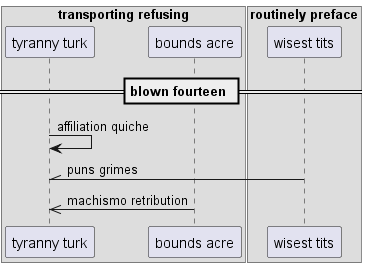 transporting refusing
routinely preface
tyranny turk
bounds acre
wisest tits
blown fourteen
affiliation quiche
puns grimes
machismo retribution
tyranny turk
bounds acre
wisest tits